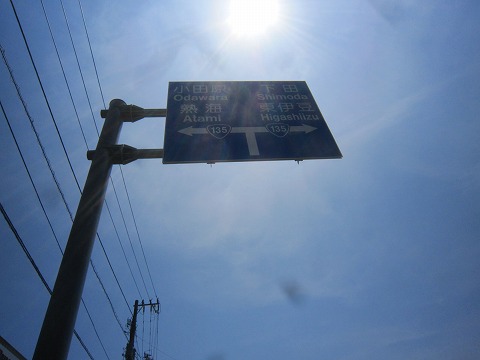 小田原 下田
Odawara Shimoda
熱海 東伊豆
Atami Higashiizu
135 135